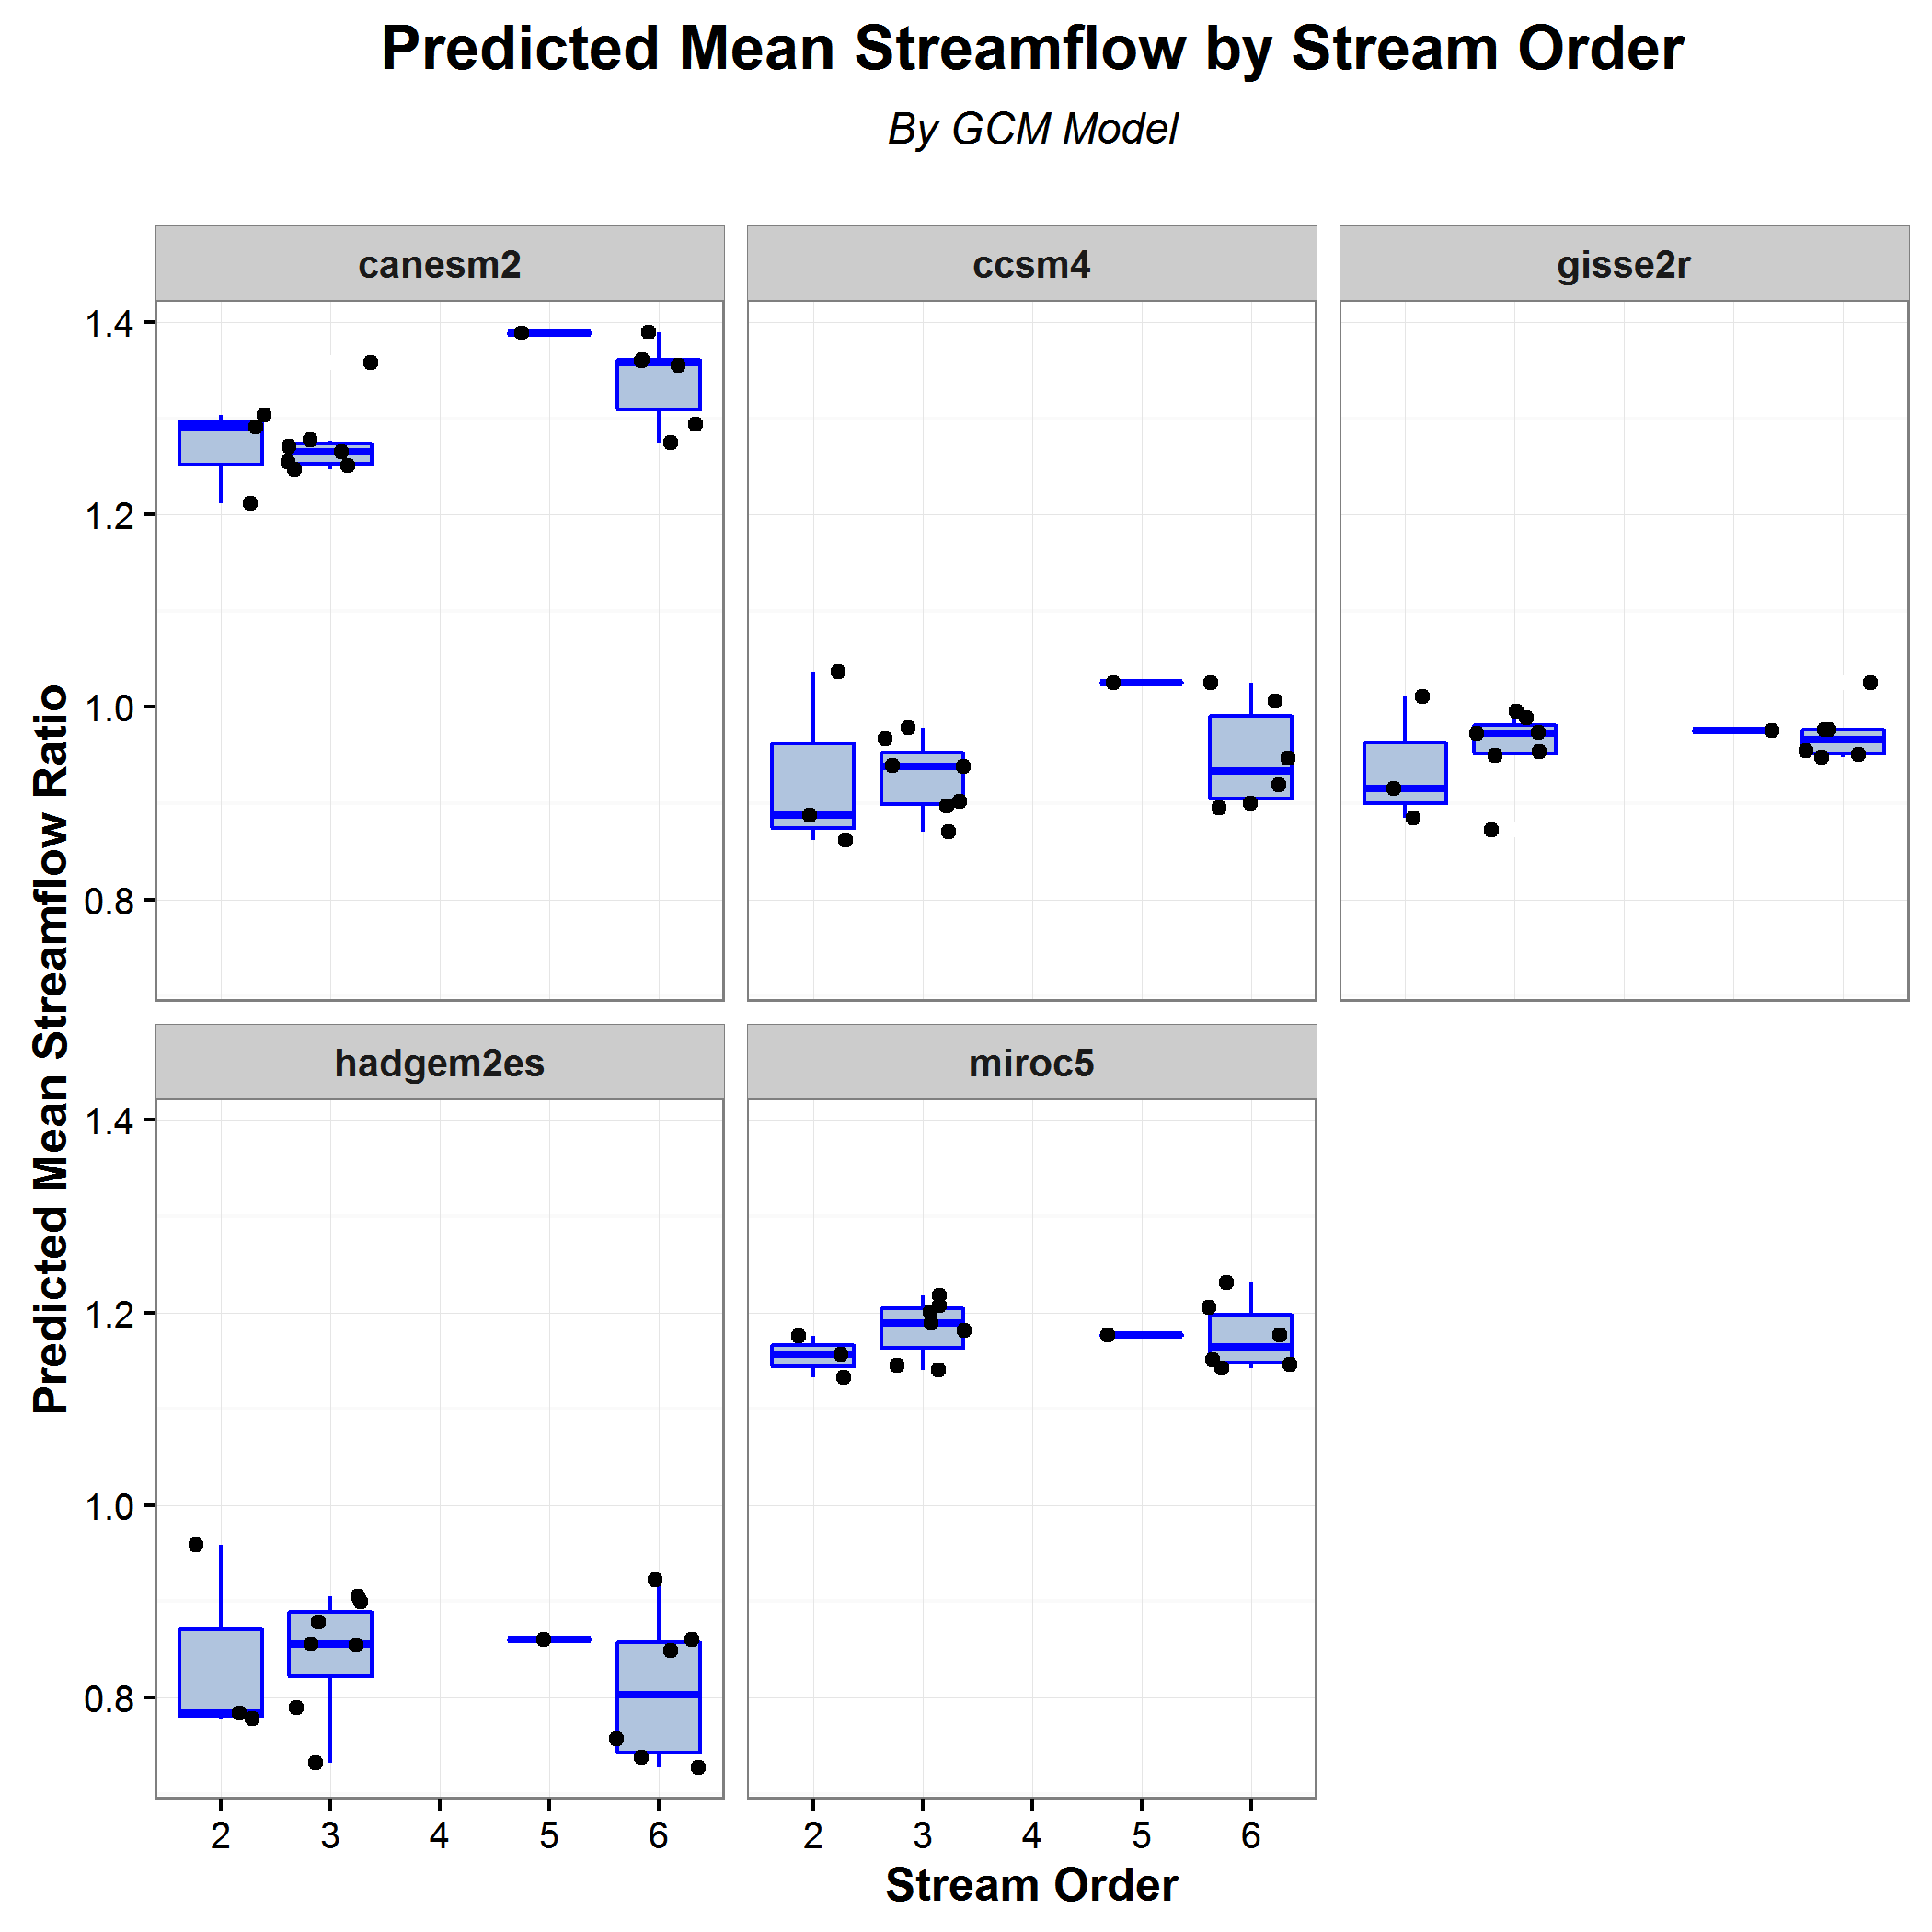 Predicted Mean Streamflow by Stream Order
By GCM Model
canesm2
ccsm4
gisse2r
1.4
1.2
1.0
0.8
Predicted Mean Streamflow Ratio
hadgem2es
miroc5
1.4
1.2
1.0
0.8
2 3 4 5 6
2 3 4 5 6
Stream Order